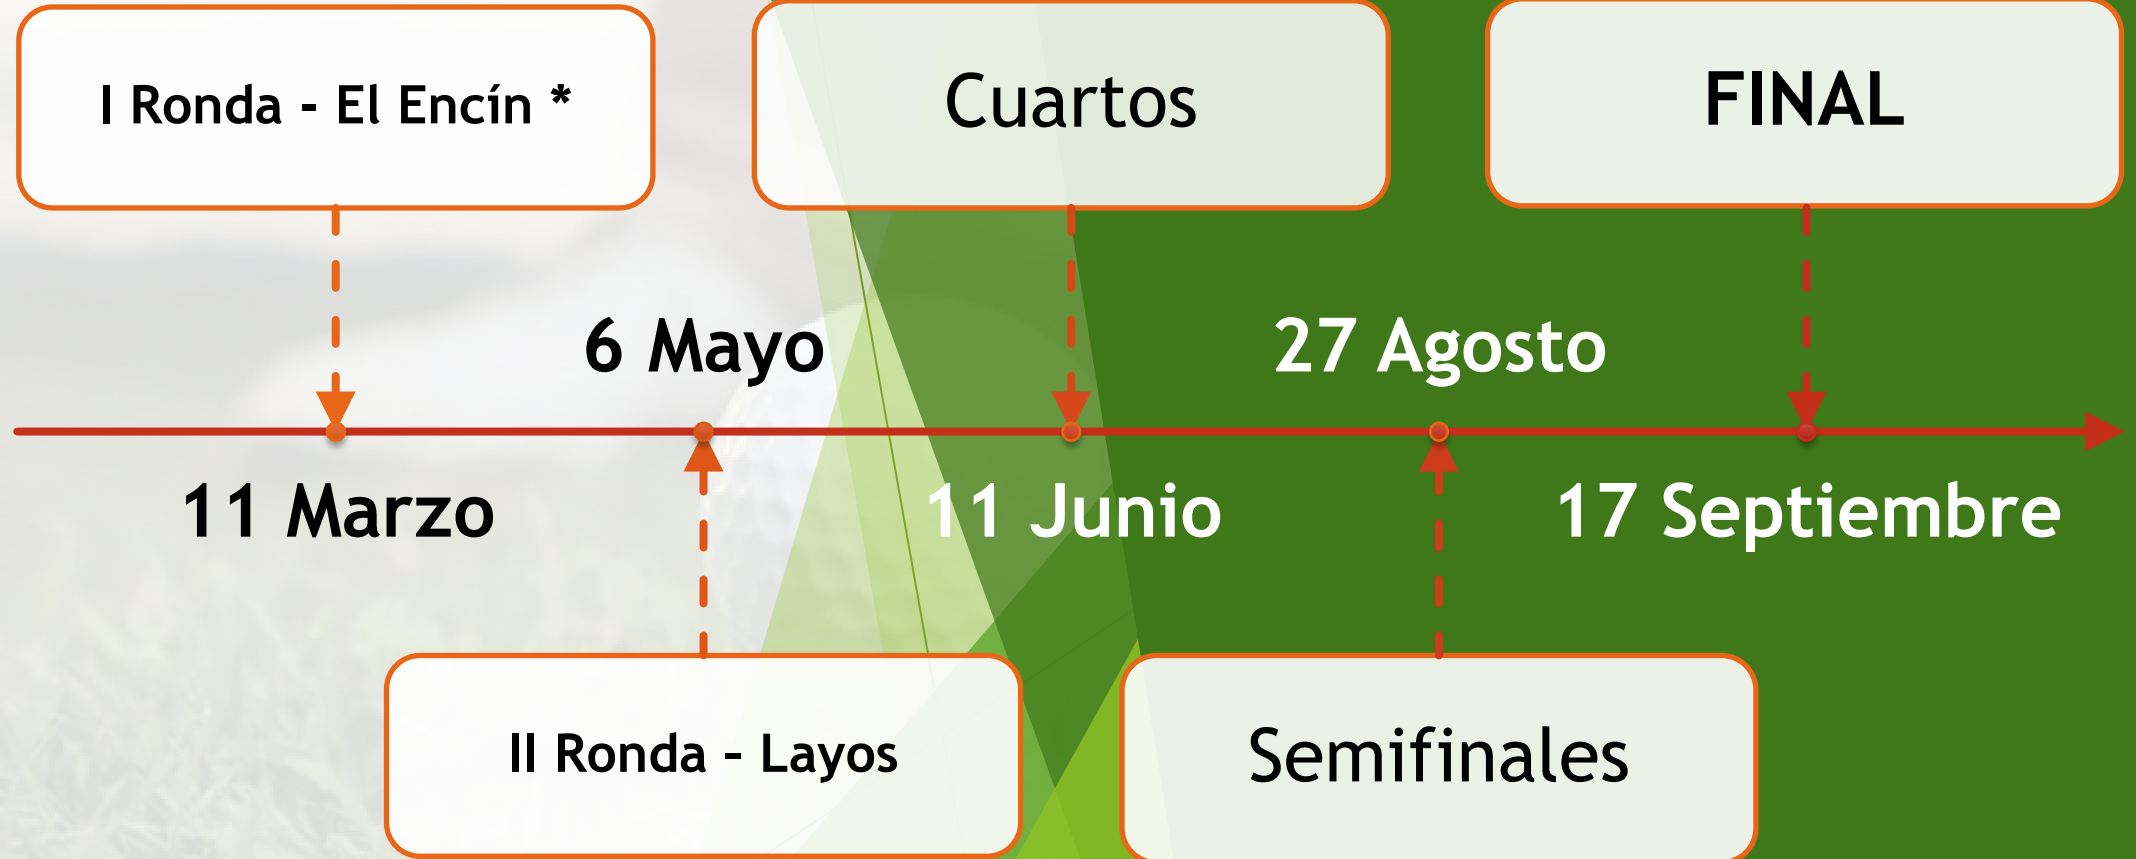 I Ronda - El Encín *
Cuartos
FINAL
6 Mayo
27 Agosto
11 Marzo
11 Junio
17 Septiembre
II Ronda – Layos
Semifinales